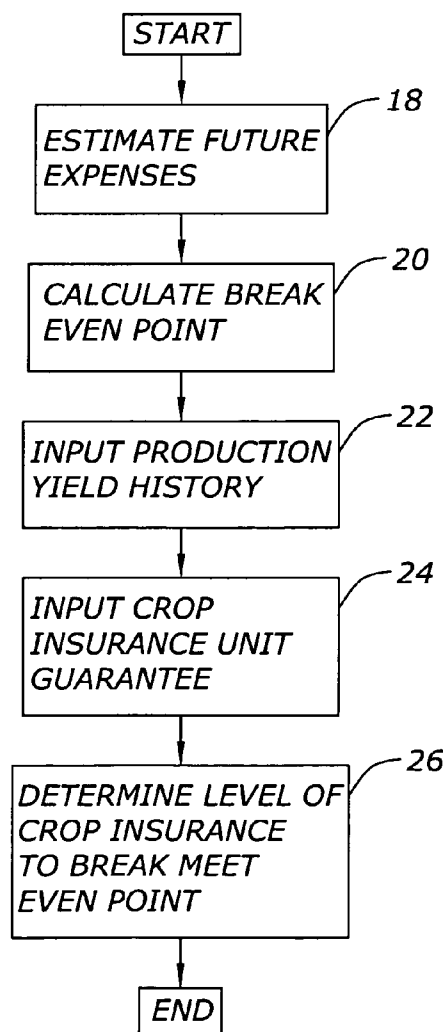 START
18
ESTIMATE FUTURE
EXPENSES
20
CALCULATE BREAK
EVEN POINT
22
INPUT PRODUCTION
YIELD HISTORY
24
INPUT CROP
INSURANCE UNIT
GUARANTEE
26
DETERMINE LEVEL OF
CROP INSURANCE
TO BREAK MEET
EVEN POINT
END